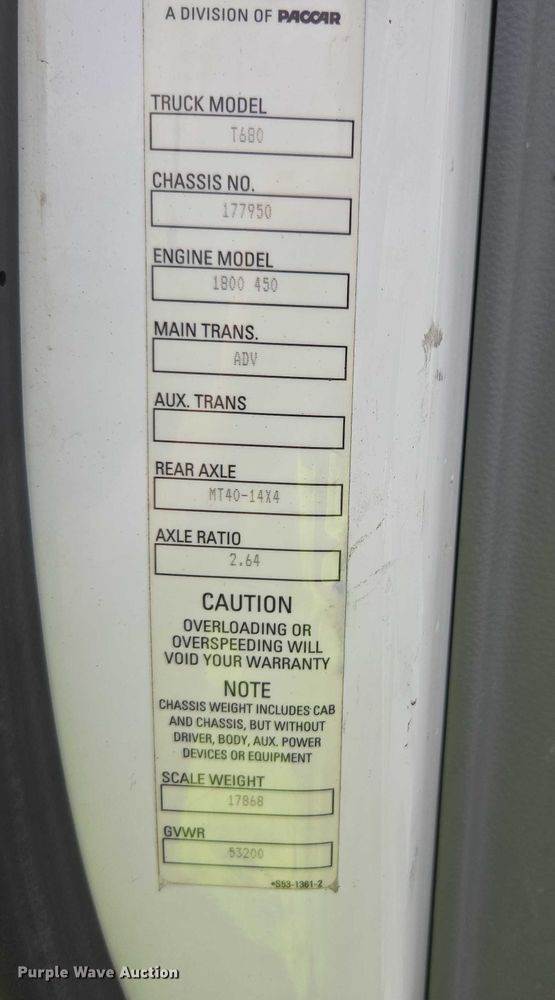 A DIVISION OF PACCAR
TRUCK MODEL
T680
CHASSIS NO.
177950
ENGINE MODEL
1800 450
MAIN TRANS.
ADV
AUX. TRANS
REAR AXLE
MT40-14X4
AXLE RATIO
2.64
CAUTION
OVERLOADING OR
OVERSPEEDING WILL
VOID YOUR WARRANTY
NOTE
CHASSIS WEIGHT INCLUDES CAB
AND CHASSIS, BUT WITHOUT
DRIVER, BODY, AUX. POWER
DEVICES OR EQUIPMENT
SCALE WEIGHT
17868
GVWR
53200
*S53-1361-2
Purple Wave Auction